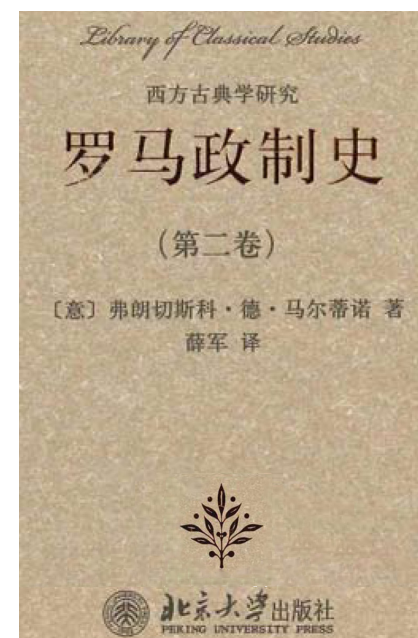 Library of Classical Studies
西方古典学研究
罗马政制史
（第二卷）
〔意〕弗朗切斯科·德·马尔蒂诺 著
薛军 译
北京大学出版社
PEKING UNIVERSITY PRESS